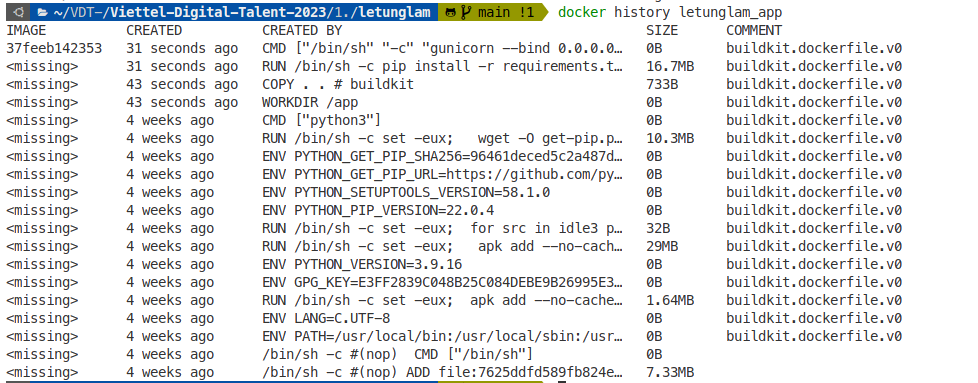 ~/VDT-/Viettel-Digital-Talent-2023/1./letunglam main !1 docker history letunglam_app
IMAGE CREATED CREATED BY SIZE COMMENT
37feeb142353 31 seconds ago CMD ["/bin/sh" "-c" "gunicorn --bind 0.0.0.0… 0B buildkit.dockerfile.v0
<missing> 31 seconds ago RUN /bin/sh -c pip install -r requirements.t… 16.7MB buildkit.dockerfile.v0
<missing> 43 seconds ago COPY . . # buildkit 733B buildkit.dockerfile.v0
<missing> 43 seconds ago WORKDIR /app 0B buildkit.dockerfile.v0
<missing> 4 weeks ago CMD ["python3"] 0B buildkit.dockerfile.v0
<missing> 4 weeks ago RUN /bin/sh -c set -eux; wget -O get-pip.p… 10.3MB buildkit.dockerfile.v0
<missing> 4 weeks ago ENV PYTHON_GET_PIP_SHA256=96461deced5c2a487d… 0B buildkit.dockerfile.v0
<missing> 4 weeks ago ENV PYTHON_GET_PIP_URL=https://github.com/py… 0B buildkit.dockerfile.v0
<missing> 4 weeks ago ENV PYTHON_SETUPTOOLS_VERSION=58.1.0 0B buildkit.dockerfile.v0
<missing> 4 weeks ago ENV PYTHON_PIP_VERSION=22.0.4 0B buildkit.dockerfile.v0
<missing> 4 weeks ago RUN /bin/sh -c set -eux; for src in idle3 p… 32B buildkit.dockerfile.v0
<missing> 4 weeks ago RUN /bin/sh -c set -eux; apk add --no-cach… 29MB buildkit.dockerfile.v0
<missing> 4 weeks ago ENV PYTHON_VERSION=3.9.16 0B buildkit.dockerfile.v0
<missing> 4 weeks ago ENV GPG_KEY=E3FF2839C048B25C084DEBE9B26995E3… 0B buildkit.dockerfile.v0
<missing> 4 weeks ago RUN /bin/sh -c set -eux; apk add --no-cache… 1.64MB buildkit.dockerfile.v0
<missing> 4 weeks ago ENV LANG=C.UTF-8 0B buildkit.dockerfile.v0
<missing> 4 weeks ago ENV PATH=/usr/local/bin:/usr/local/sbin:/usr… 0B buildkit.dockerfile.v0
<missing> 4 weeks ago /bin/sh -c #(nop) CMD ["/bin/sh"] 0B
<missing> 4 weeks ago /bin/sh -c #(nop) ADD file:7625ddfd589fb824e… 7.33MB